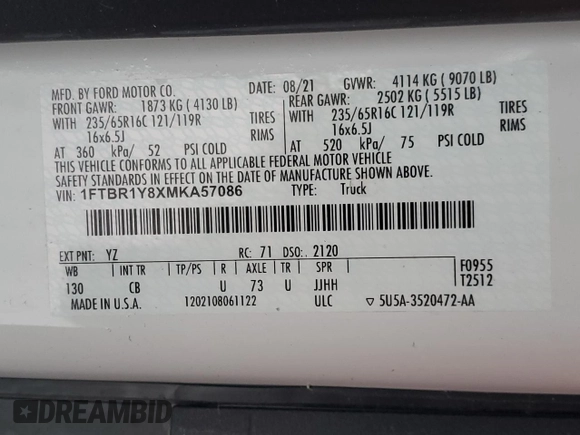 MFD. BY FORD MOTOR CO. DATE: 08/21 GVWR: 4114 KG ( 9070 LB)
FRONT GAWR: 1873 KG ( 4130 LB) REAR GAWR: 2502 KG ( 5515 LB)
WITH 235/65R16C 121/119R TIRES WITH 235/65R16C 121/119R TIRES
16x6.5J RIMS 16x6.5J RIMS
AT 360 kPa/ 52 PSI COLD AT 520 kPa/ 75 PSI COLD
THIS VEHICLE CONFORMS TO ALL APPLICABLE FEDERAL MOTOR VEHICLE
SAFETY STANDARDS IN EFFECT ON THE DATE OF MANUFACTURE SHOWN ABOVE.
VIN: 1FTBR1Y8XMKA57086 TYPE: Truck
EXT PNT: YZ RC: 71 DSO: 2120
WB INT TR TP/PS R AXLE TR SPR F0955
130 CB U 73 U JJHH T2512
MADE IN U.S.A. 1202108061122 ULC ▽ 5U5A-3520472-AA
DREAMBID